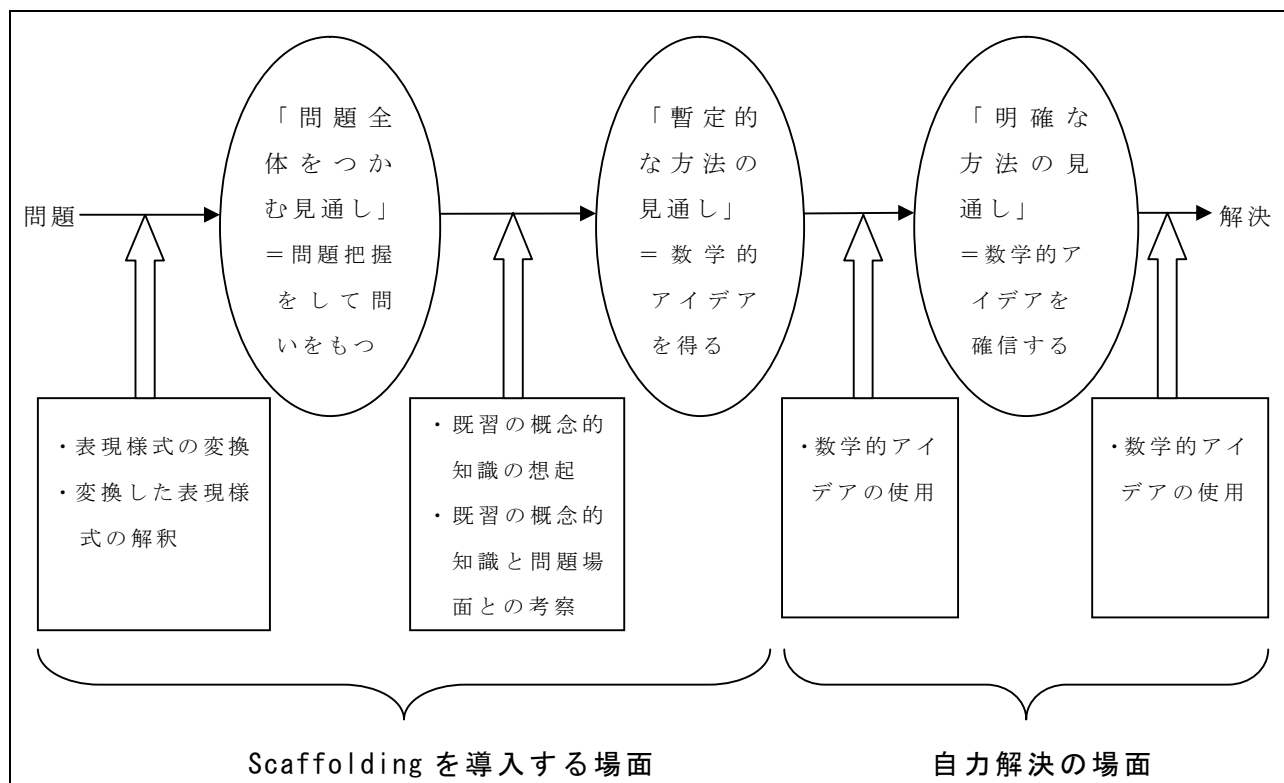 問題
「問題全
体をつか
む見通し」
＝問題把握
をして問
いをもつ
「暫定的
な方法の
見通し」
＝数学的
アイデア
を得る
「明確な
方法の見
通し」
＝数学的ア
イデアを
確信する
解決
・表現様式の変換
・変換した表現様
式の解釈
・既習の概念的
知識の想起
・既習の概念的
知識と問題場
面との考察
・数学的アイ
デアの使用
・数学的アイ
デアの使用
Scaffoldingを導入する場面
自力解決の場面